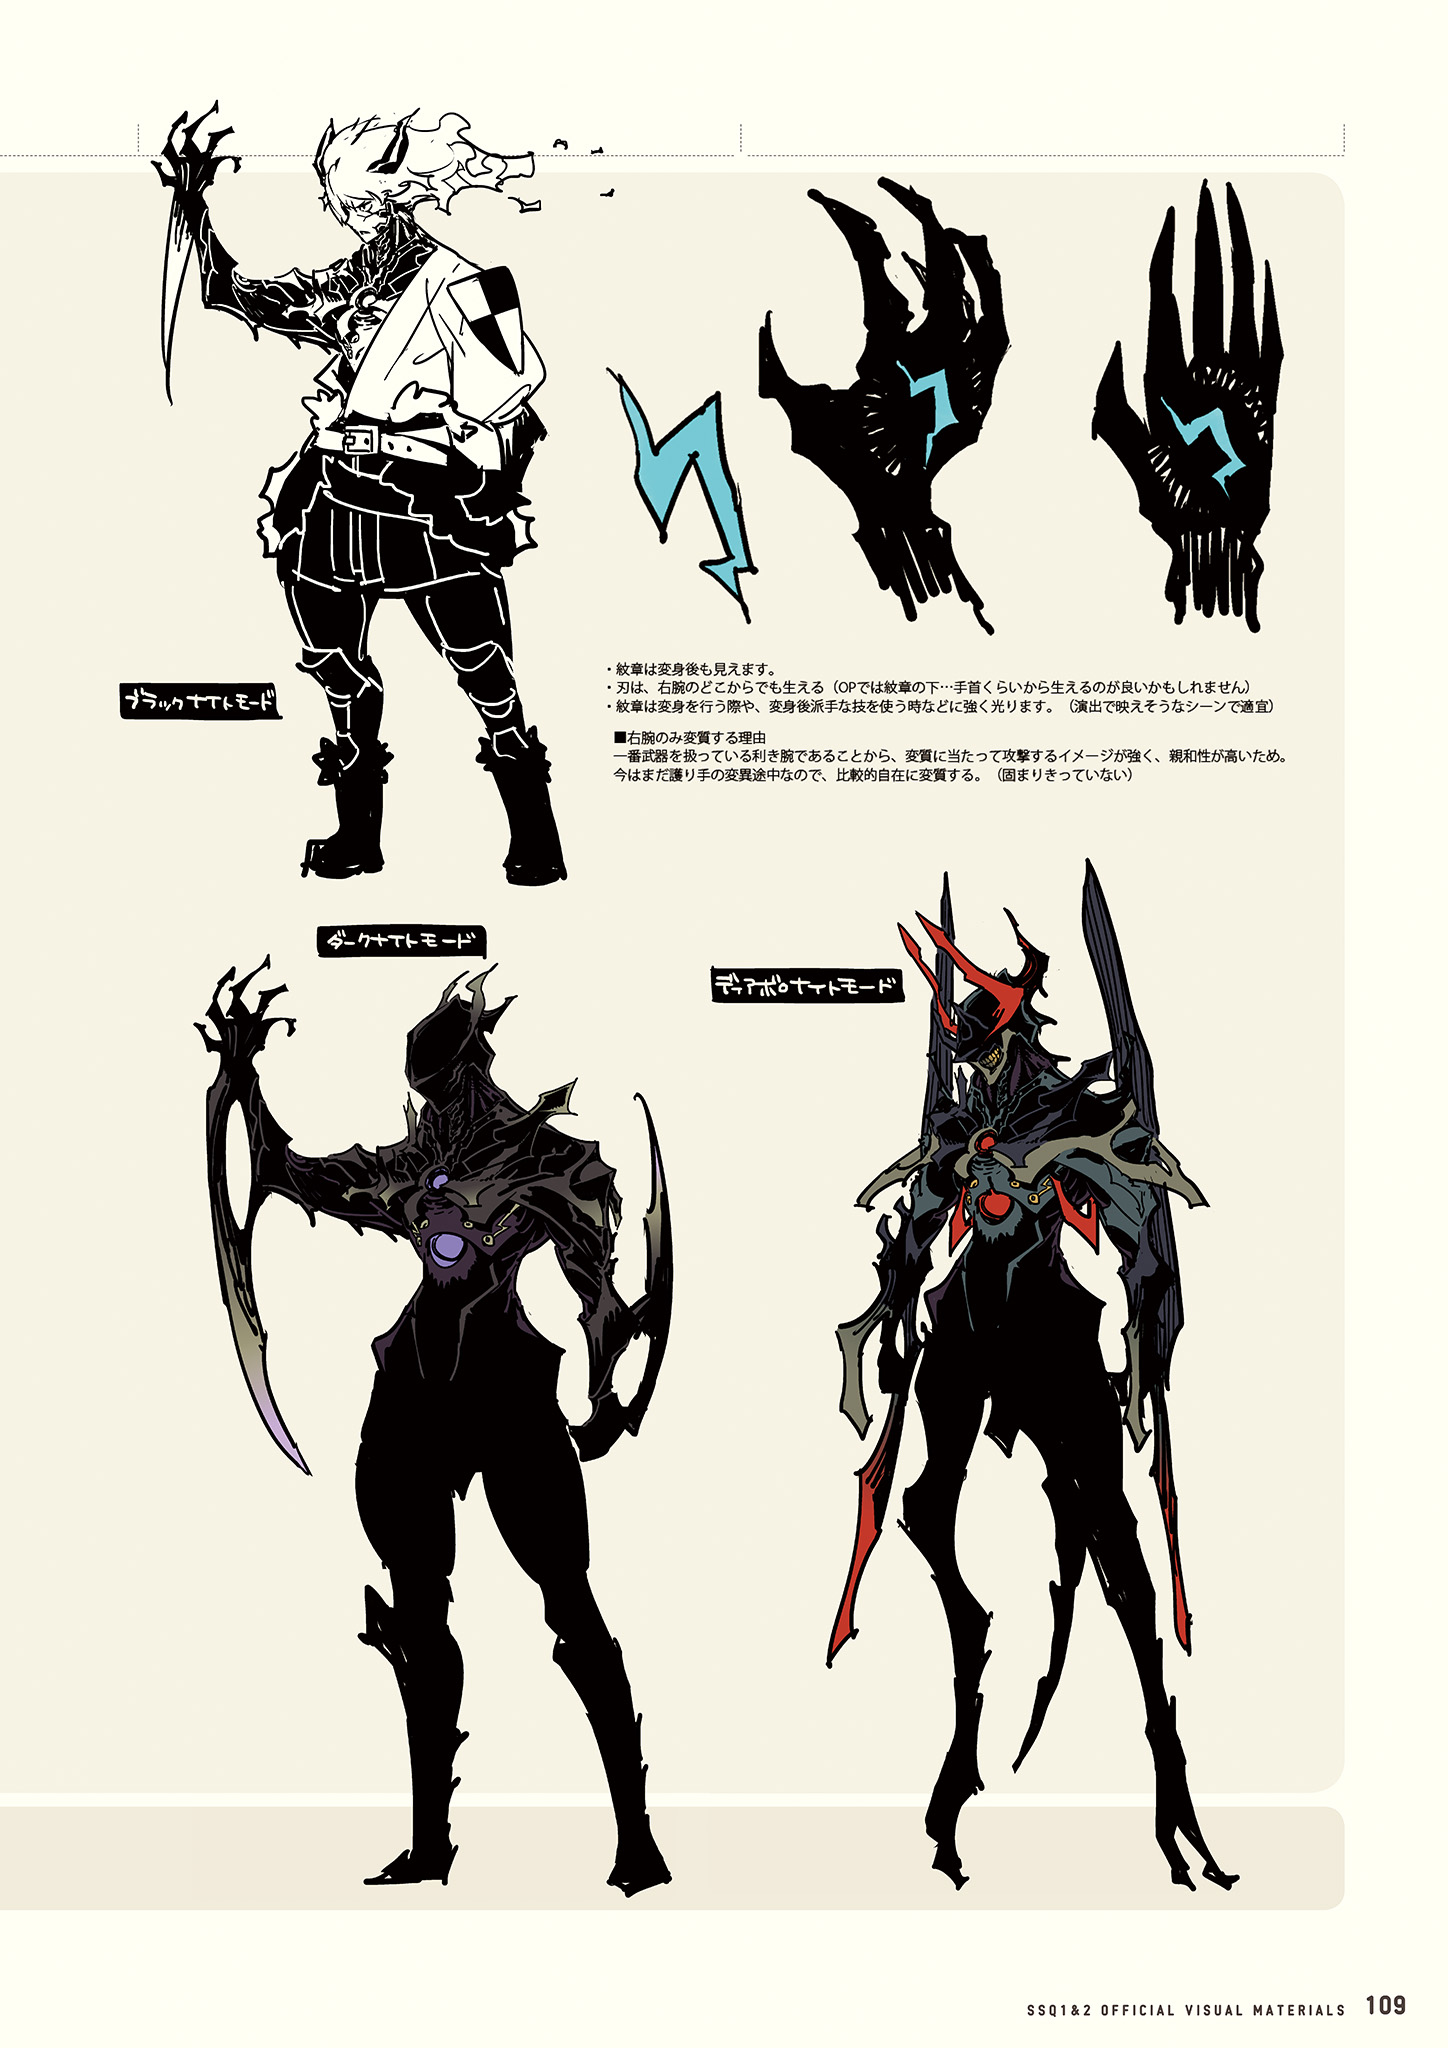 ブラックナイトモード
・紋章は変身後も見えます。
・刃は、右腕のどこからでも生える（OPでは紋章の下…手首くらいから生えるのが良いかもしれません）
・紋章は変身を行う際や、変身後派手な技を使う時などに強く光ります。（演出で映えそうなシーンで適宜）
■右腕のみ変質する理由
一番武器を扱っている利き腕であることから、変質に当たって攻撃するイメージが強く、親和性が高いため。
今はまだ護り手の変異途中なので、比較的自在に変質する。（固まりきっていない）
ダークナイトモード
ディアボロナイトモード
SSQ1&2 OFFICIAL VISUAL MATERIALS 109